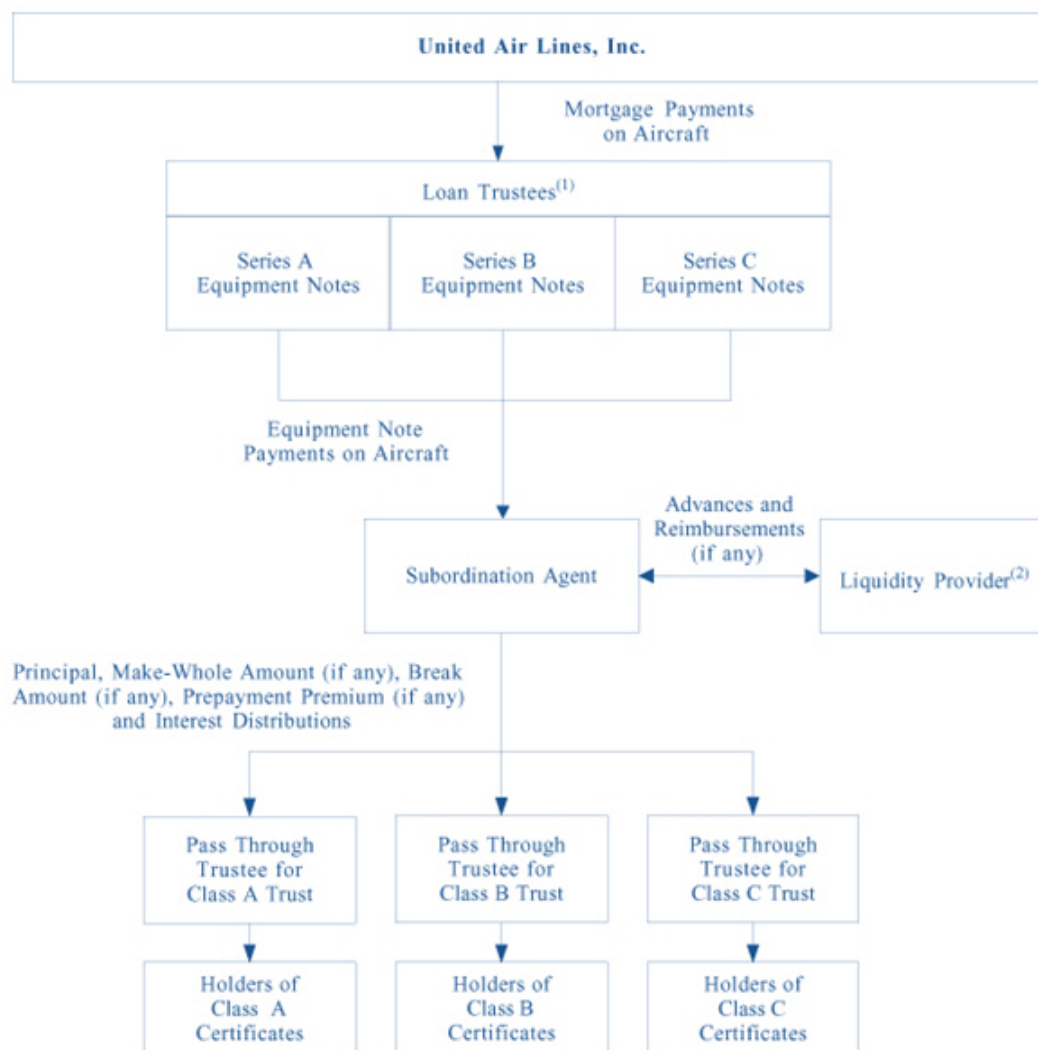 United Air Lines, Inc.
Mortgage Payments
on Aircraft
Loan Trustees(1)
Series A
Equipment Notes
Series B
Equipment Notes
Series C
Equipment Notes
Equipment Note
Payments on Aircraft
Advances and
Reimbursements
(if any)
Subordination Agent
Liquidity Provider(2)
Principal, Make-Whole Amount (if any), Break
Amount (if any), Prepayment Premium (if any)
and Interest Distributions
Pass Through
Trustee for
Class A Trust
Pass Through
Trustee for
Class B Trust
Pass Through
Trustee for
Class C Trust
Holders of
Class A
Certificates
Holders of
Class B
Certificates
Holders of
Class C
Certificates